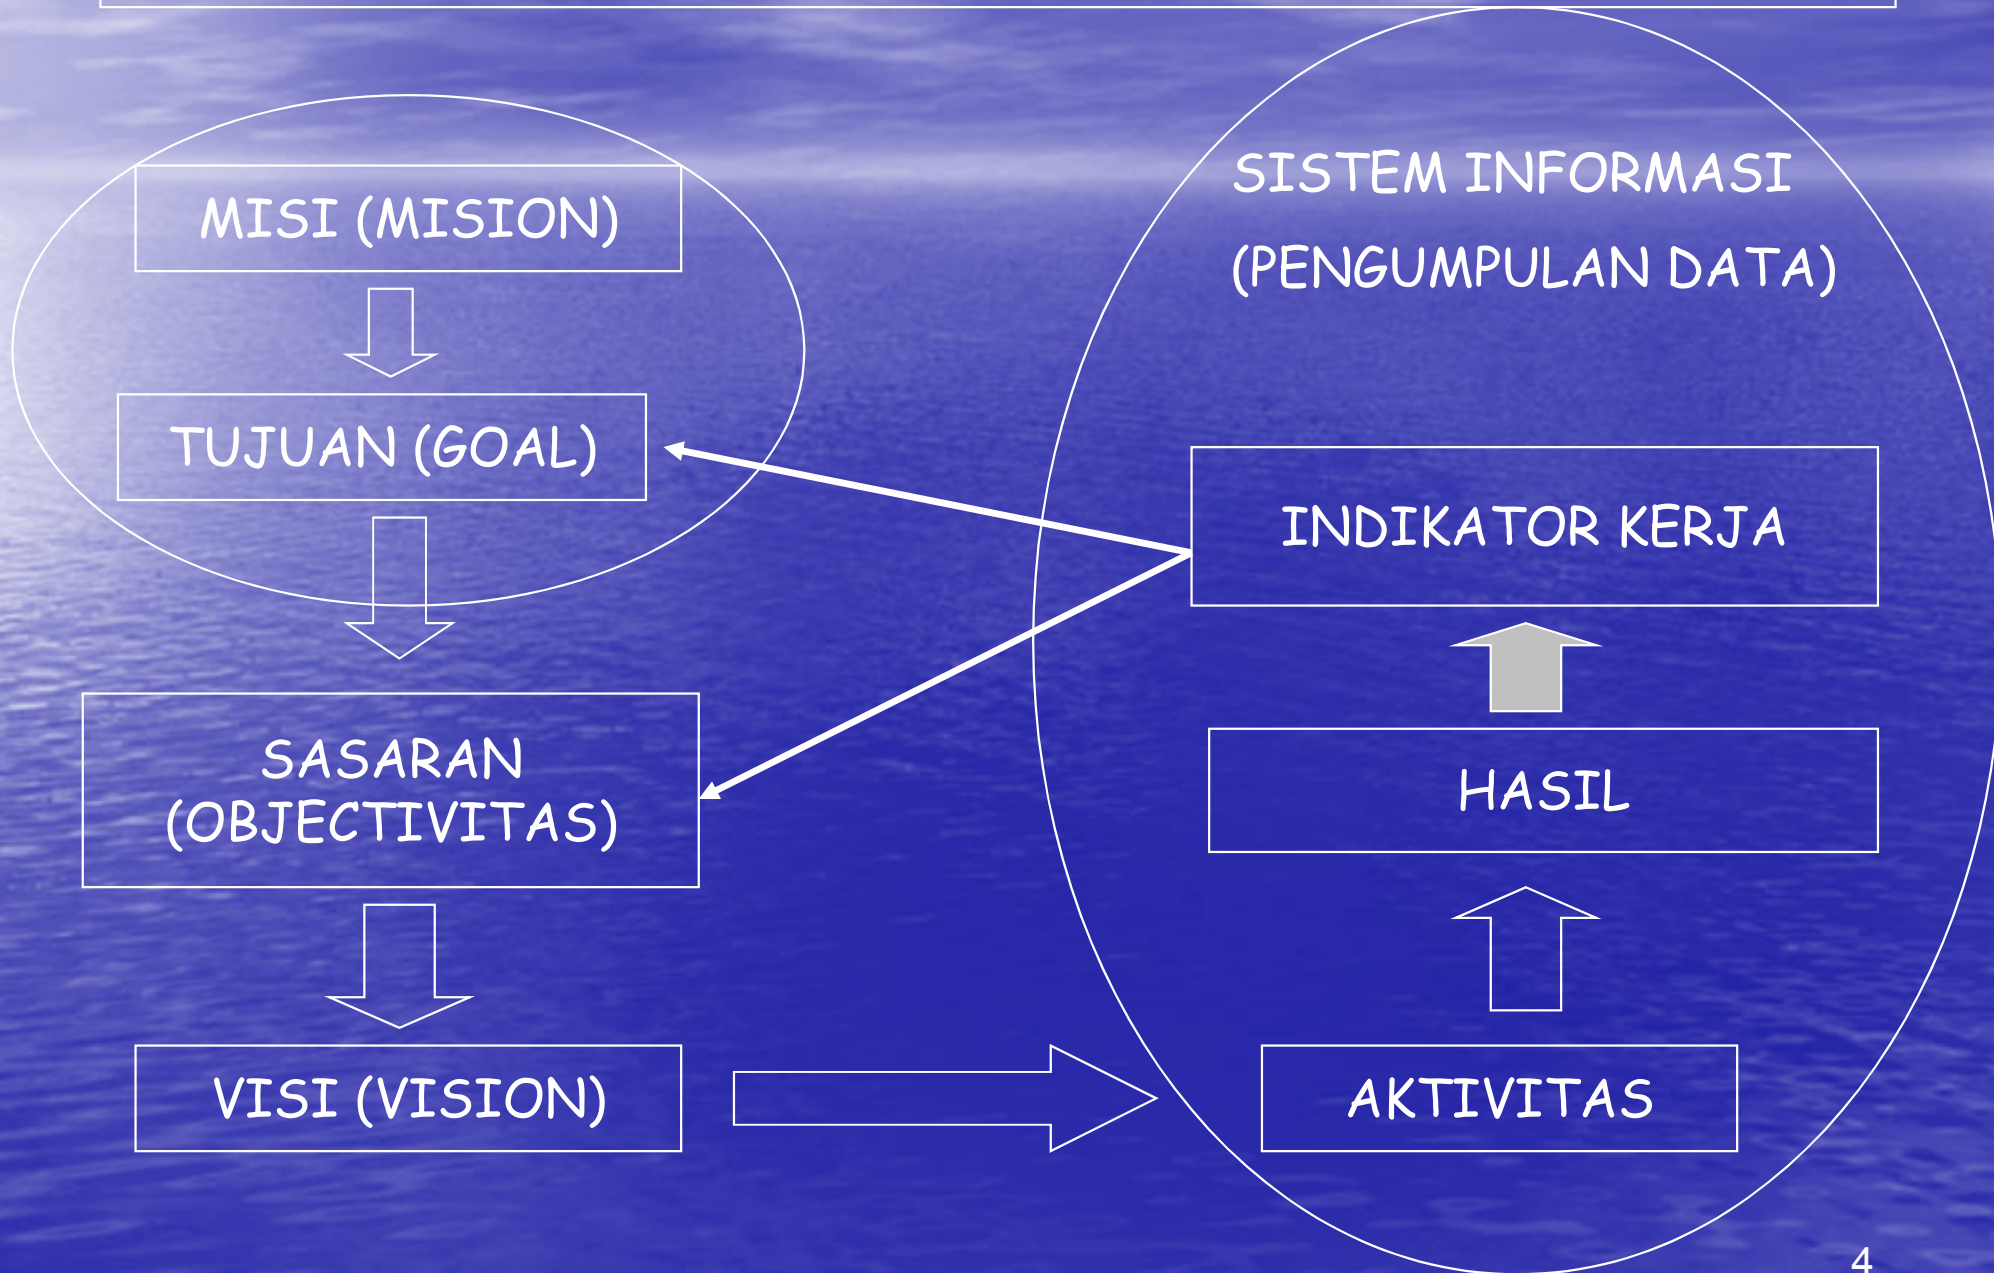 MISI (MISION)
TUJUAN (GOAL)
SASARAN
(OBJECTIVITAS)
VISI (VISION)
SISTEM INFORMASI
(PENGUMPULAN DATA)
INDIKATOR KERJA
HASIL
AKTIVITAS
4